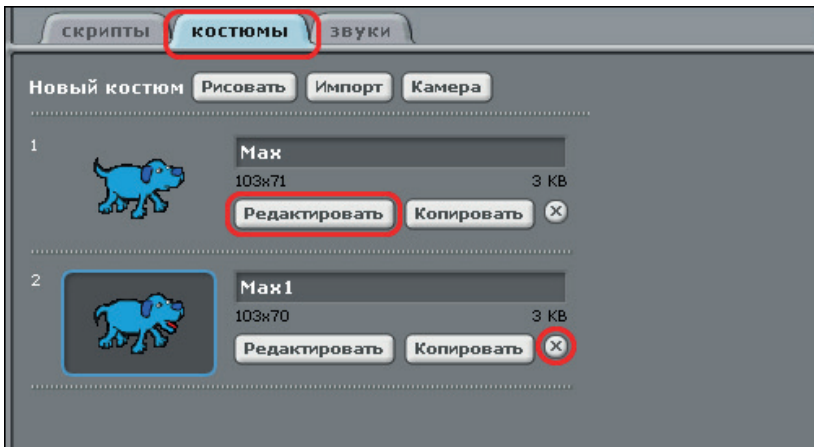 скрипты костюмы звуки
Новый костюм Рисовать Импорт Камера
1
Max
103x71 3 KB
Редактировать Копировать
2
Max1
103x70 3 KB
Редактировать Копировать